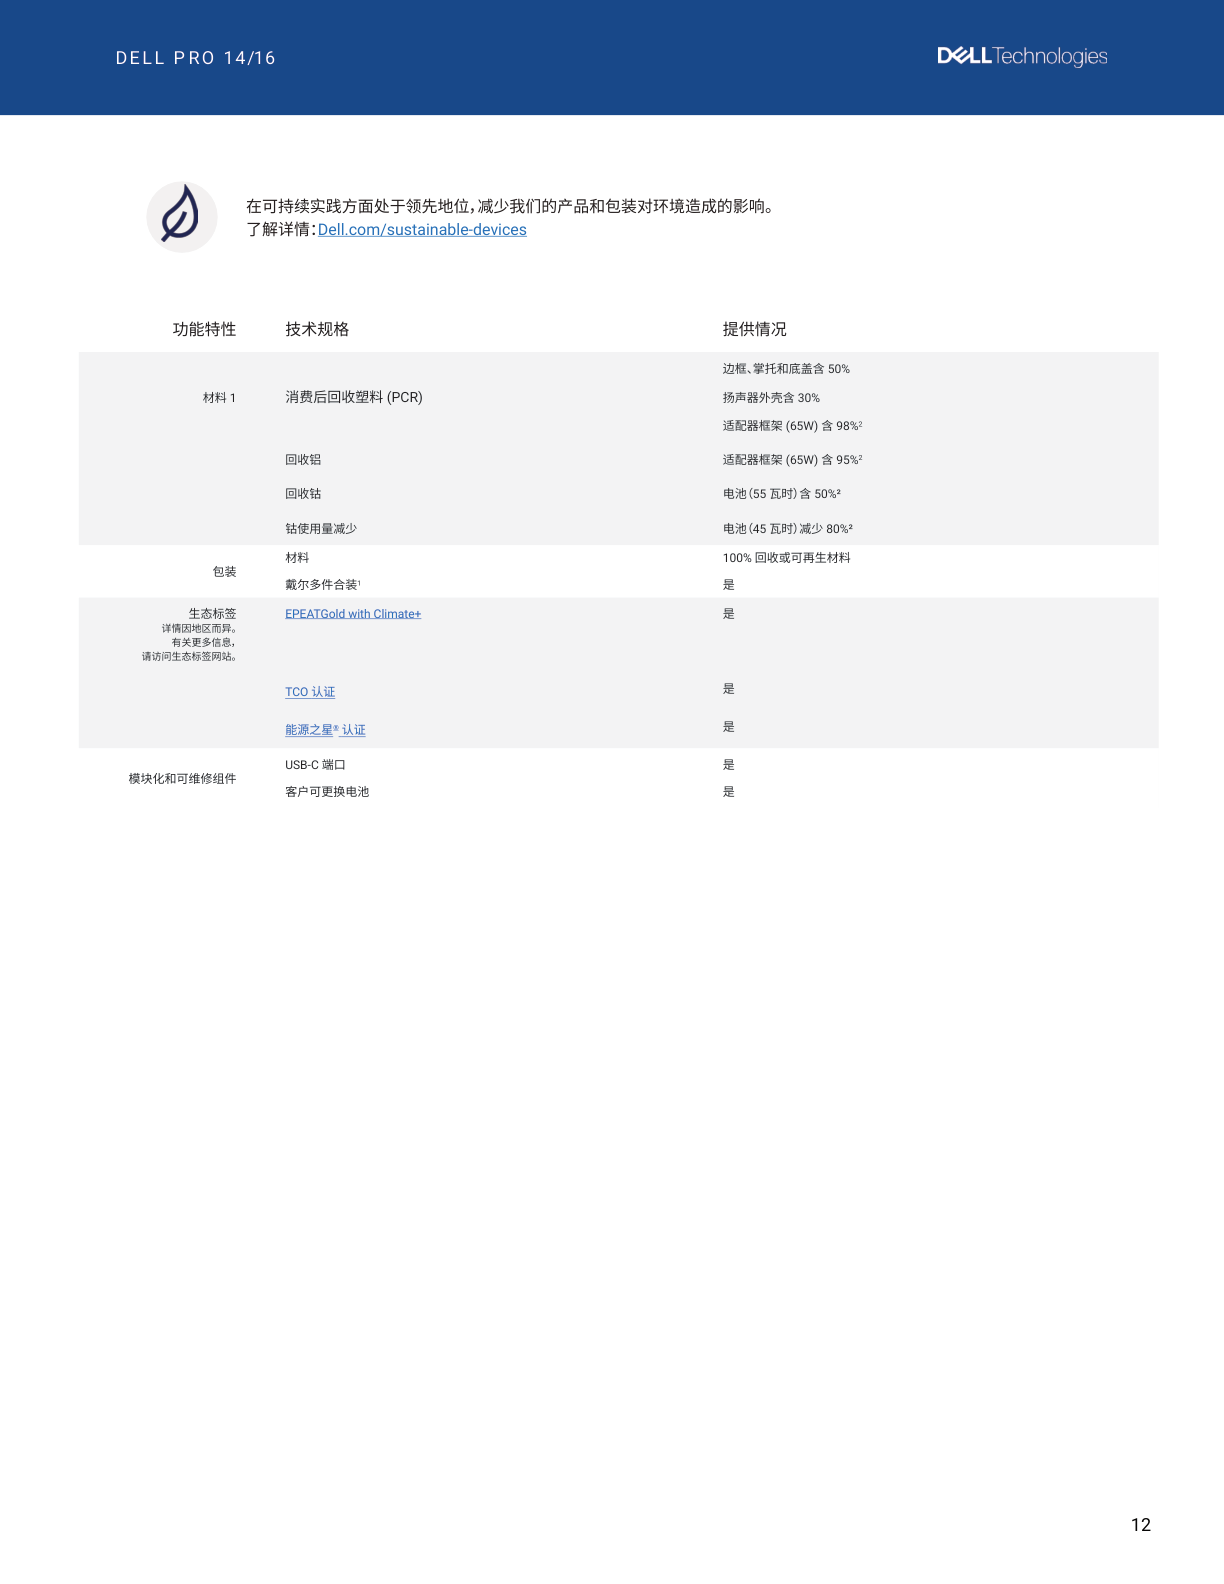 DELL PRO 14/16
DELLTechnologies
在可持续实践方面处于领先地位，减少我们的产品和包装对环境造成的影响。
了解详情：Dell.com/sustainable-devices
功能特性 技术规格 提供情况
边框、掌托和底盖含 50%
材料 1 消费后回收塑料 (PCR) 扬声器外壳含 30%
适配器框架 (65W) 含 98%²
回收铝 适配器框架 (65W) 含 95%²
回收钴 电池（55 瓦时）含 50%²
钴使用量减少 电池（45 瓦时）减少 80%²
材料 100% 回收或可再生材料
包装
戴尔多件合装¹ 是
生态标签 EPEATGold with Climate+ 是
详情因地区而异。
有关更多信息，
请访问生态标签网站。
TCO 认证 是
能源之星® 认证 是
USB-C 端口 是
模块化和可维修组件
客户可更换电池 是
12